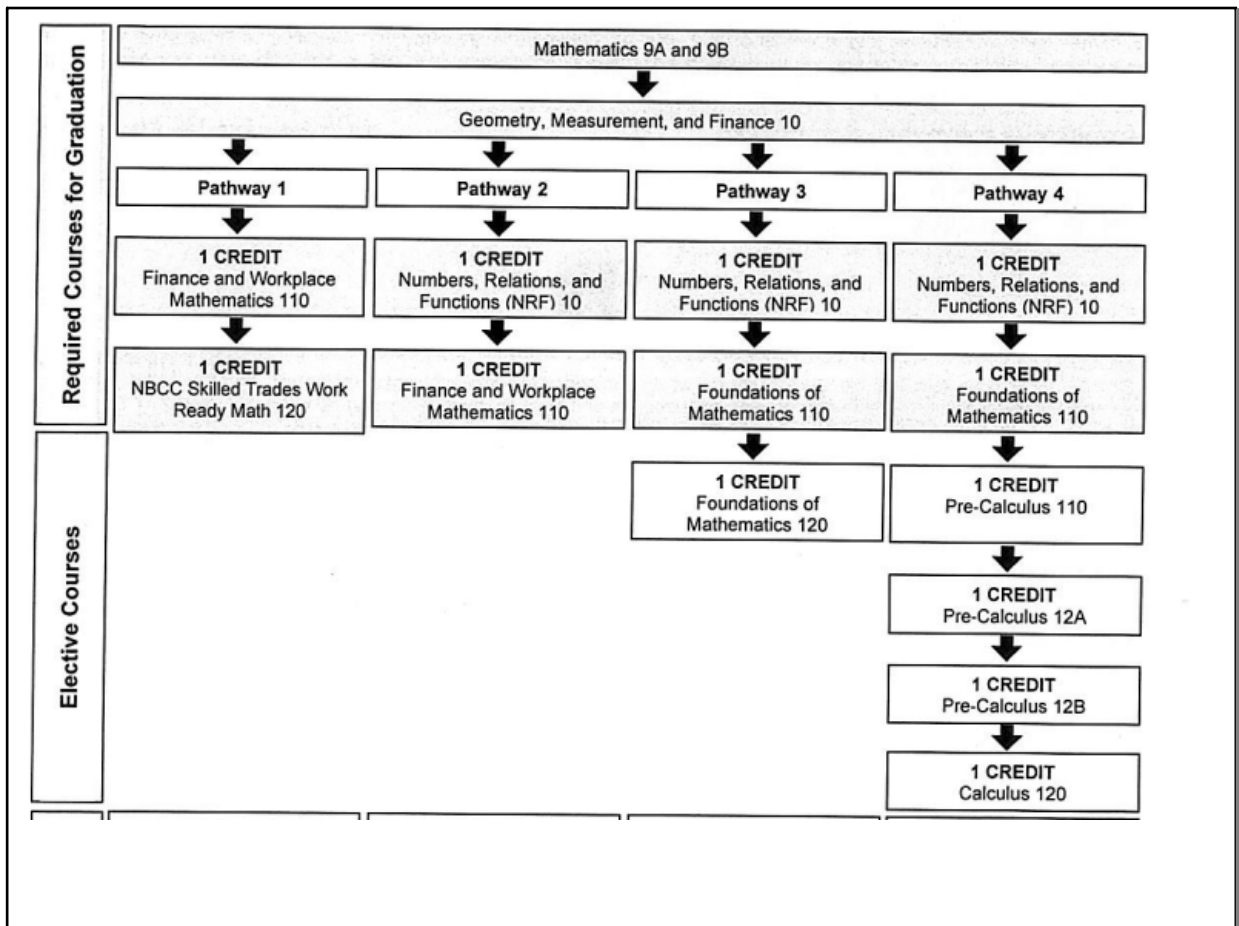 Required Courses for Graduation
Mathematics 9A and 9B
Geometry, Measurement, and Finance 10
Pathway 1
Pathway 2
Pathway 3
Pathway 4
1 CREDIT
Finance and Workplace
Mathematics 110
1 CREDIT
Numbers, Relations, and
Functions (NRF) 10
1 CREDIT
Numbers, Relations, and
Functions (NRF) 10
1 CREDIT
Numbers, Relations, and
Functions (NRF) 10
1 CREDIT
NBCC Skilled Trades Work
Ready Math 120
1 CREDIT
Finance and Workplace
Mathematics 110
1 CREDIT
Foundations of
Mathematics 110
1 CREDIT
Foundations of
Mathematics 110
Elective Courses
1 CREDIT
Foundations of
Mathematics 120
1 CREDIT
Pre-Calculus 110
1 CREDIT
Pre-Calculus 12A
1 CREDIT
Pre-Calculus 12B
1 CREDIT
Calculus 120